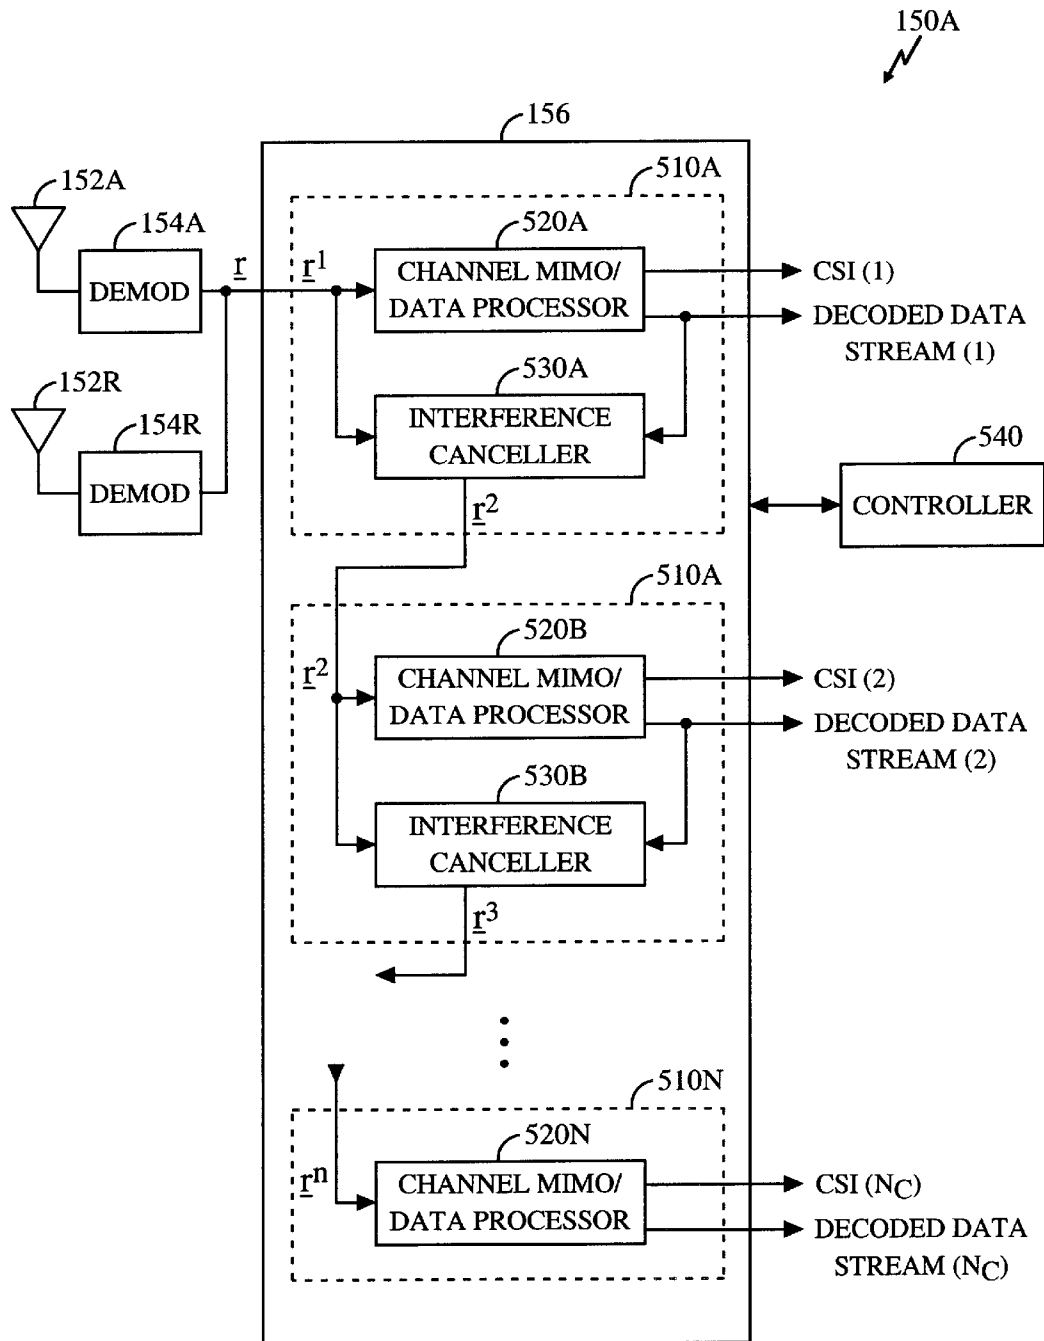 150A
156
152A
154A
DEMOD
r
r1
510A
520A
CHANNEL MIMO/
DATA PROCESSOR
CSI (1)
DECODED DATA
STREAM (1)
530A
INTERFERENCE
CANCELLER
r2
152R
154R
DEMOD
540
CONTROLLER
510A
520B
r2
CHANNEL MIMO/
DATA PROCESSOR
CSI (2)
DECODED DATA
STREAM (2)
530B
INTERFERENCE
CANCELLER
r3
510N
520N
rn
CHANNEL MIMO/
DATA PROCESSOR
CSI (NC)
DECODED DATA
STREAM (NC)